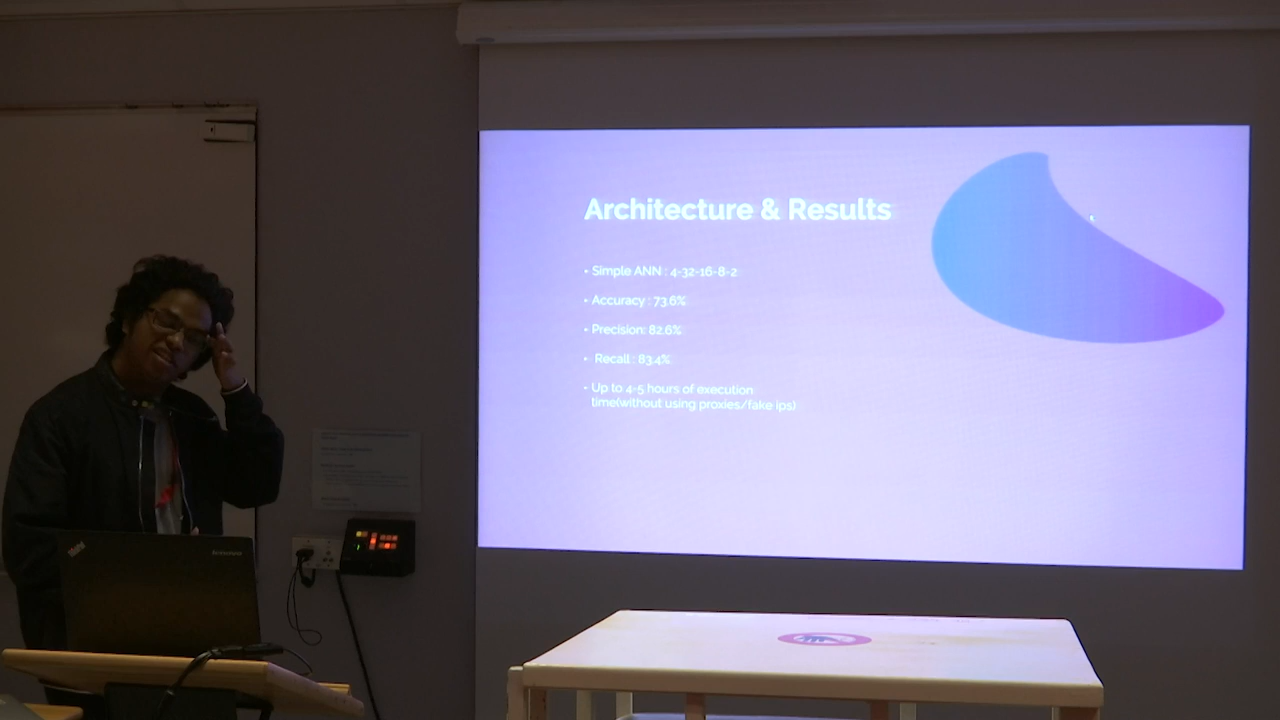 Architecture & Results
• Simple ANN : 4-32-16-8-2
• Accuracy : 73.6%
• Precision: 82.6%
• Recall : 83.4%
• Up to 4-5 hours of execution
time(without using proxies/fake ips)
ThinkPad
Lenovo